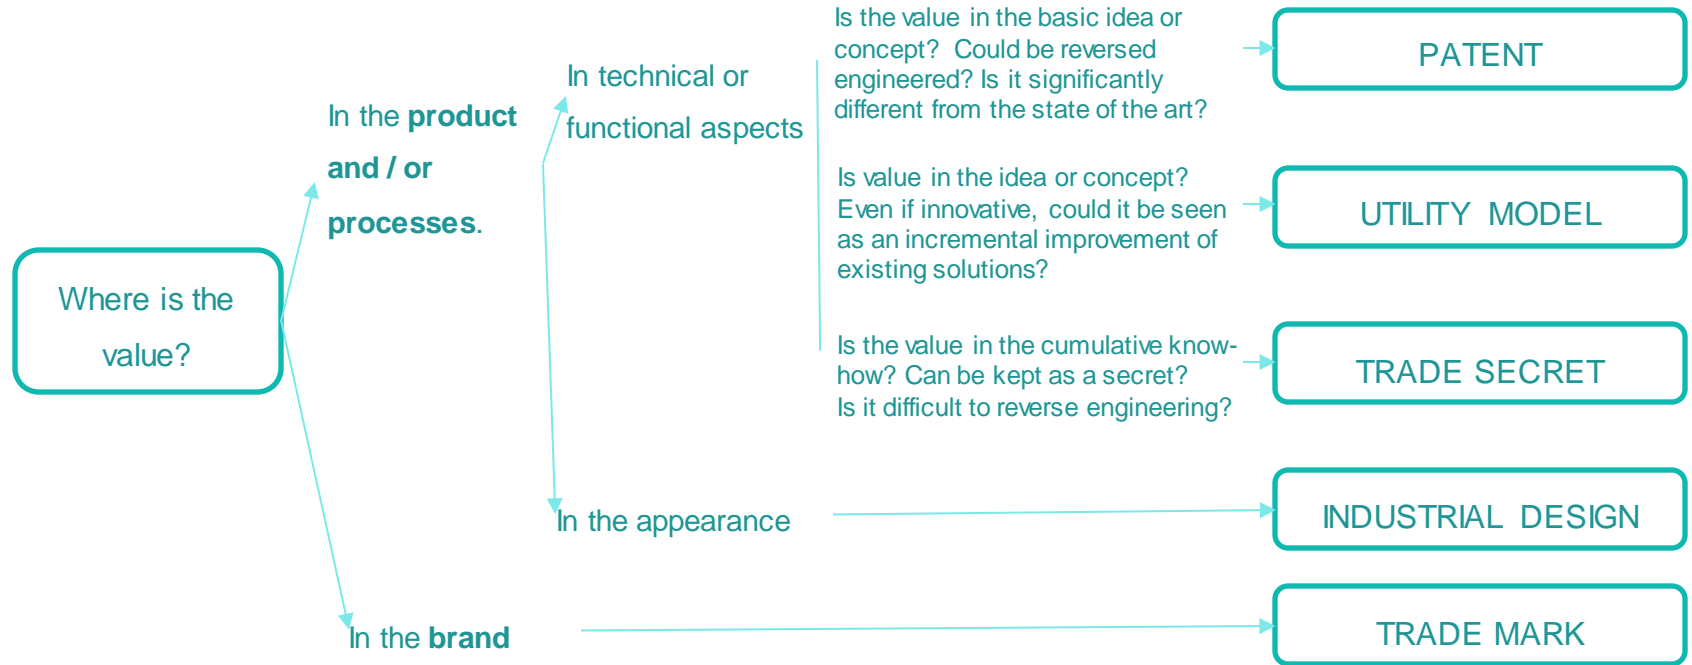 Where is the
value?
In the product
and / or
processes.
In the brand
In technical or
functional aspects
In the appearance
Is the value in the basic idea or
concept? Could be reversed
engineered? Is it significantly
different from the state of the art?
Is value in the idea or concept?
Even if innovative, could it be seen
as an incremental improvement of
existing solutions?
Is the value in the cumulative know-
how? Can be kept as a secret?
Is it difficult to reverse engineering?
PATENT
UTILITY MODEL
TRADE SECRET
INDUSTRIAL DESIGN
TRADE MARK